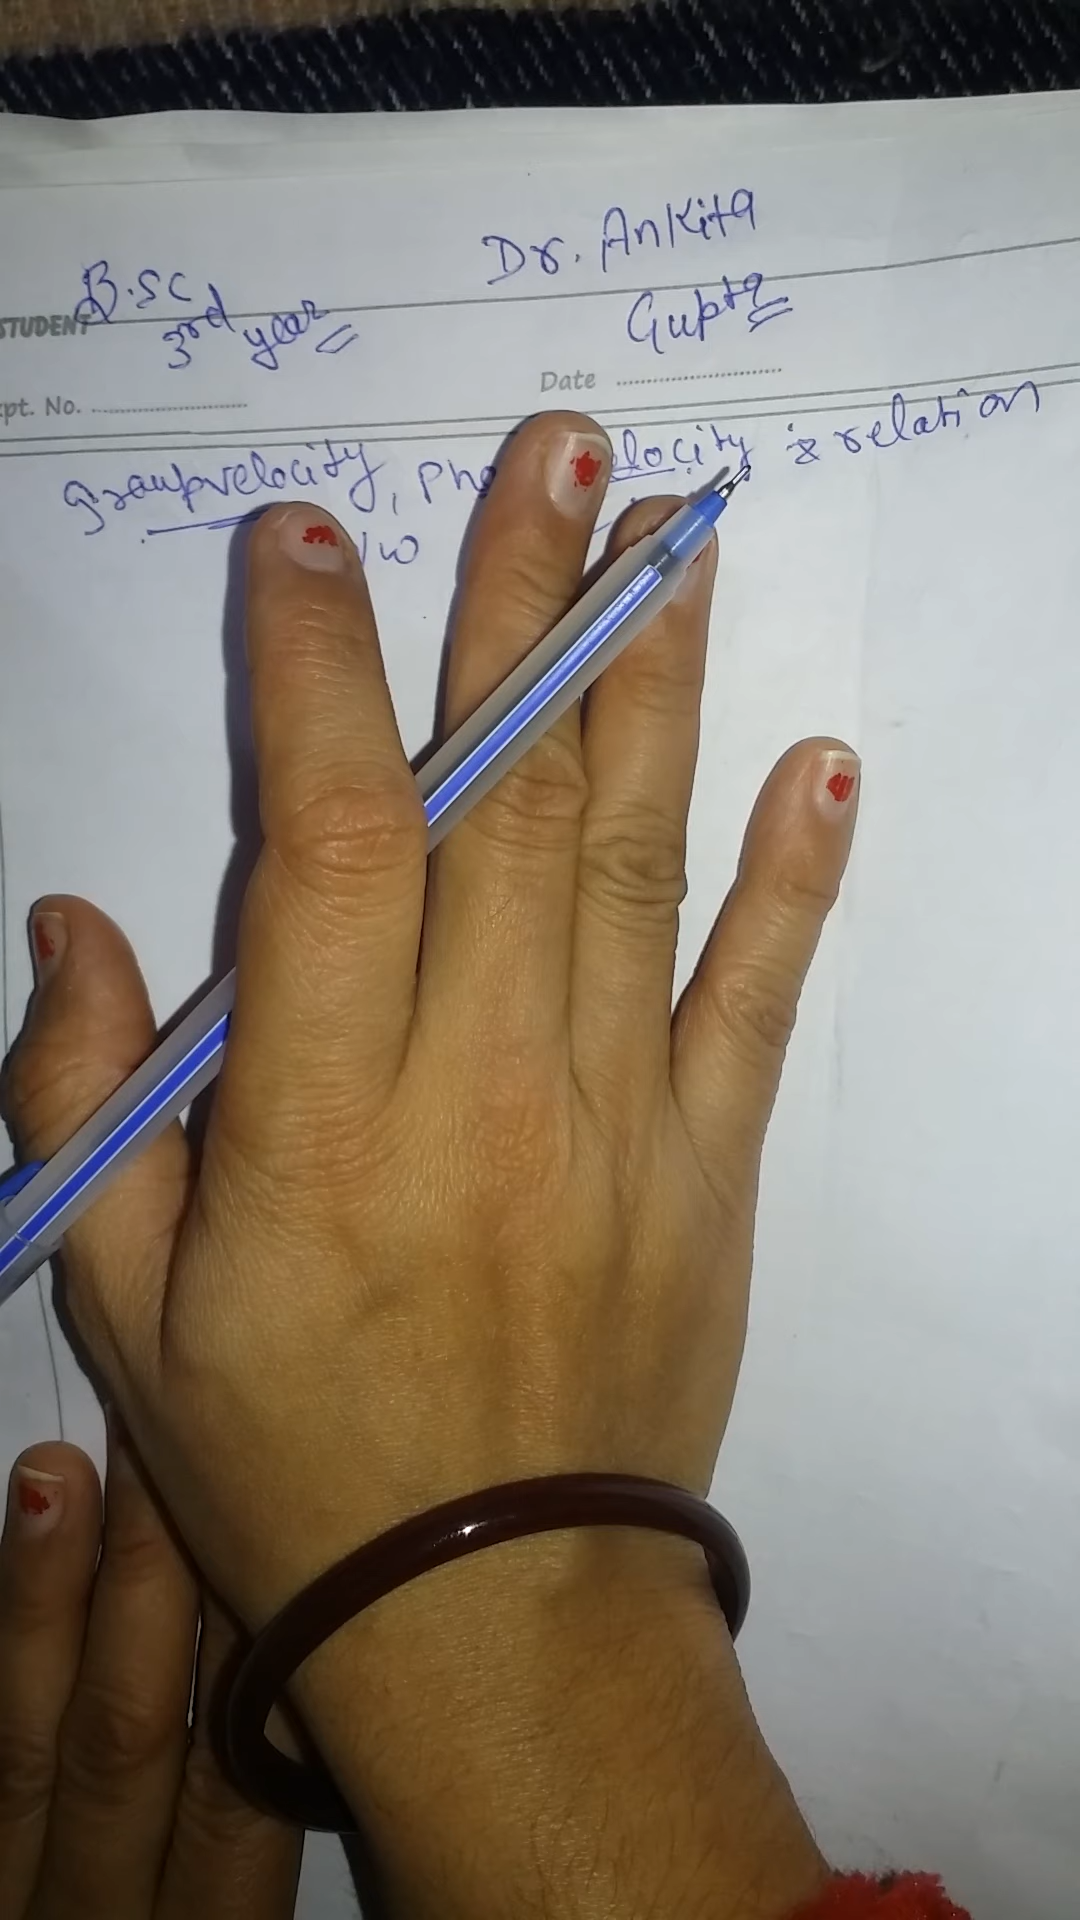 B.sc Dr. Ankita
3rd year Gupta
STUDENT
pt. No. Date
Groupvelocity, Pha elocity & relation